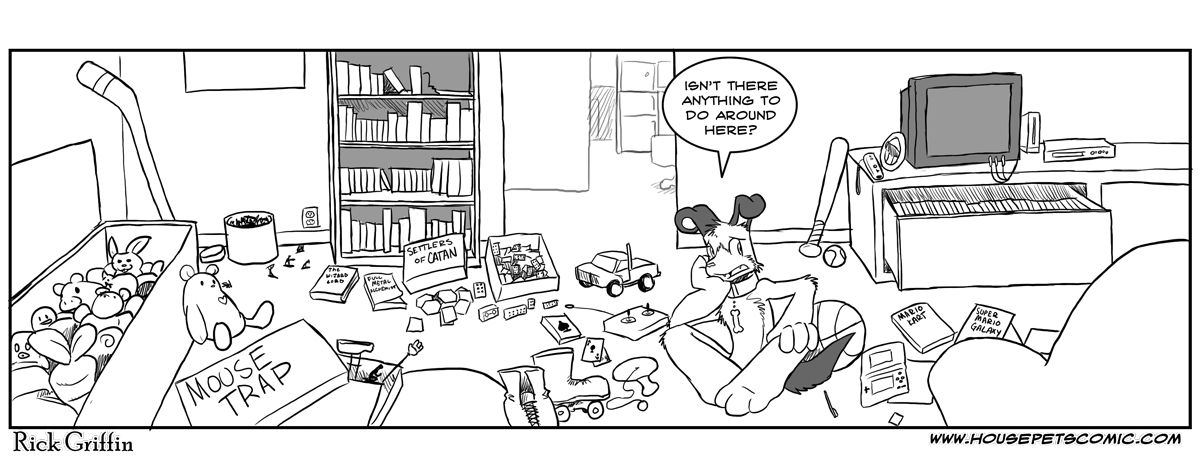 ISN'T THERE
ANYTHING TO
DO AROUND
HERE?
SETTLERS
OF CATAN
THE
WIZARD
LORD
FULL
METAL
ALCHEMIST
MOUSE
TRAP
MARIO
KART
SUPER
MARIO
GALAXY
Rick Griffin
WWW.HOUSEPETSCOMIC.COM